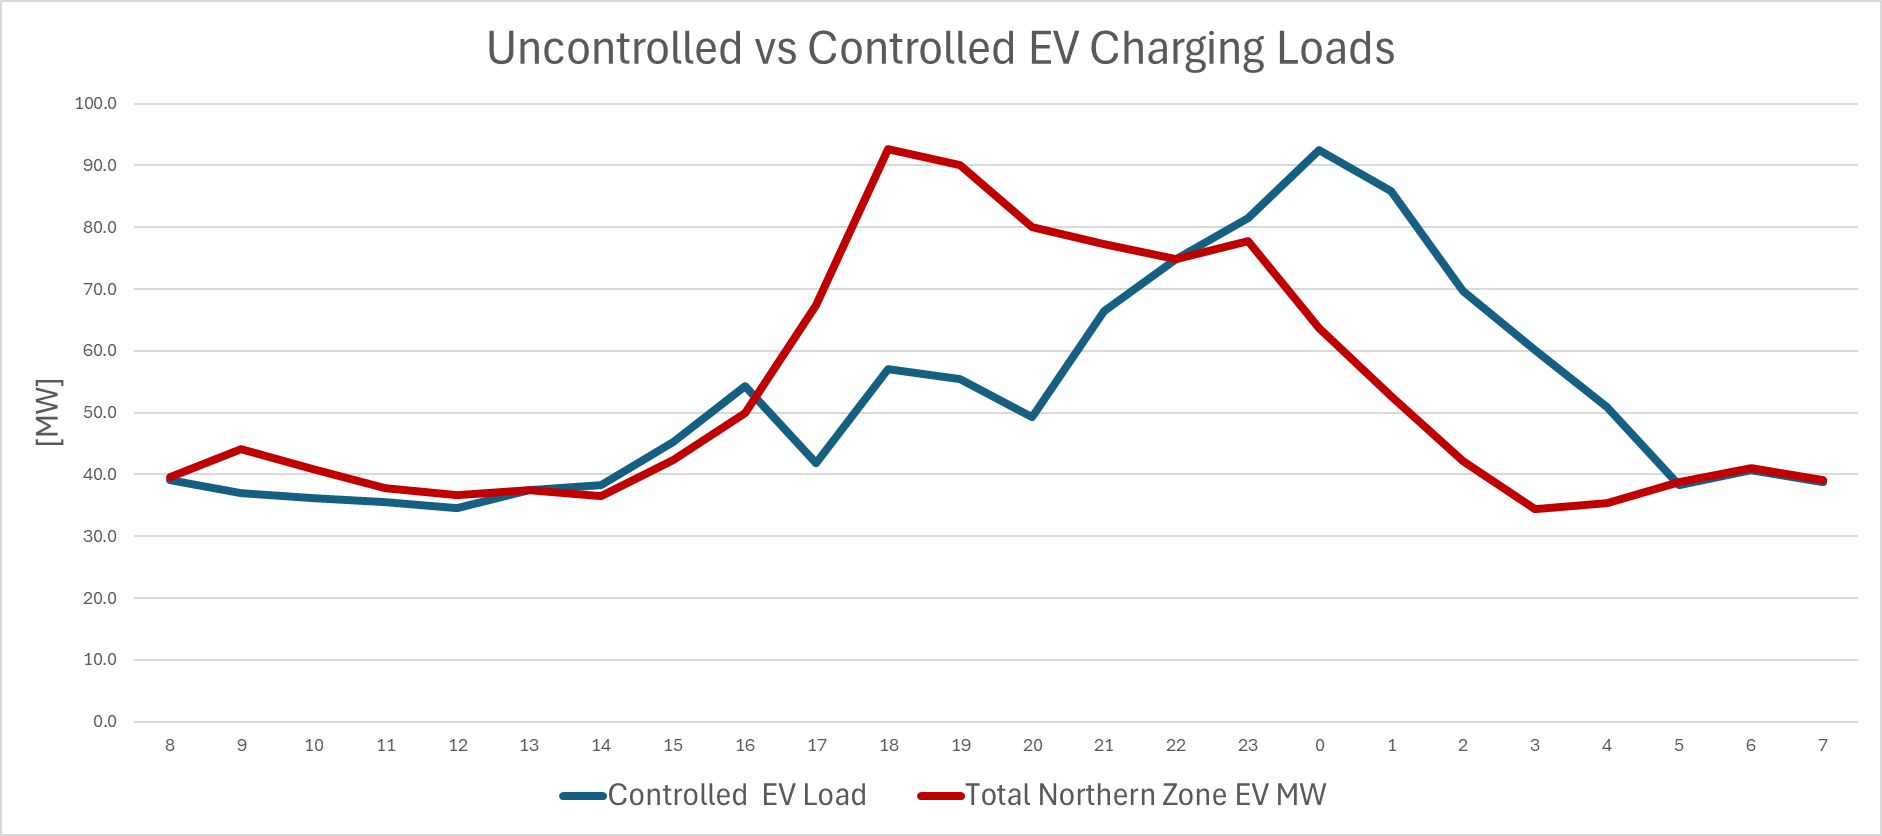 Uncontrolled vs Controlled EV Charging Loads
[MW]
100.0
90.0
80.0
70.0
60.0
50.0
40.0
30.0
20.0
10.0
0.0
8 9 10 11 12 13 14 15 16 17 18 19 20 21 22 23 0 1 2 3 4 5 6 7
Controlled EV Load Total Northern Zone EV MW